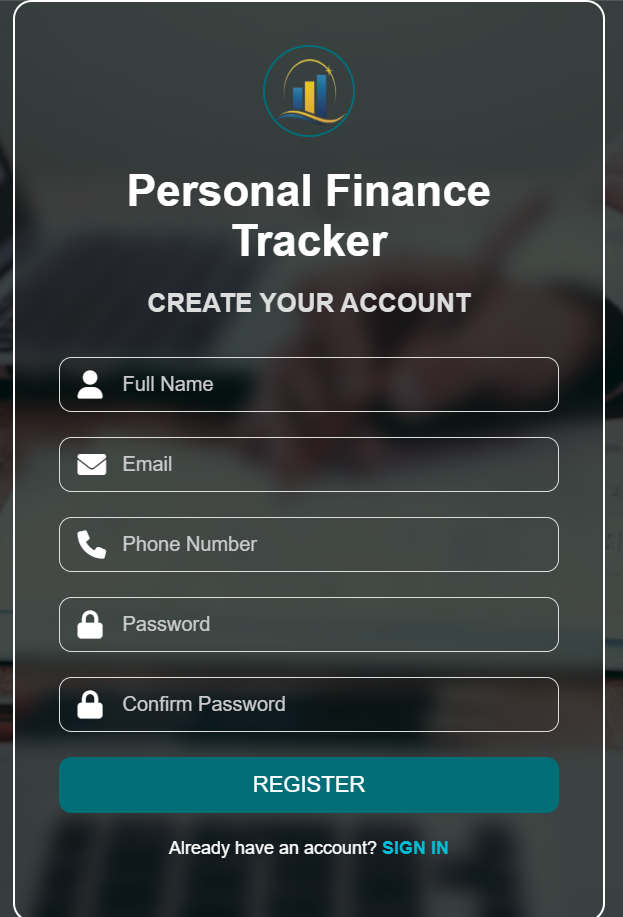 Personal Finance
Tracker
CREATE YOUR ACCOUNT
Full Name
Email
Phone Number
Password
Confirm Password
REGISTER
Already have an account? SIGN IN